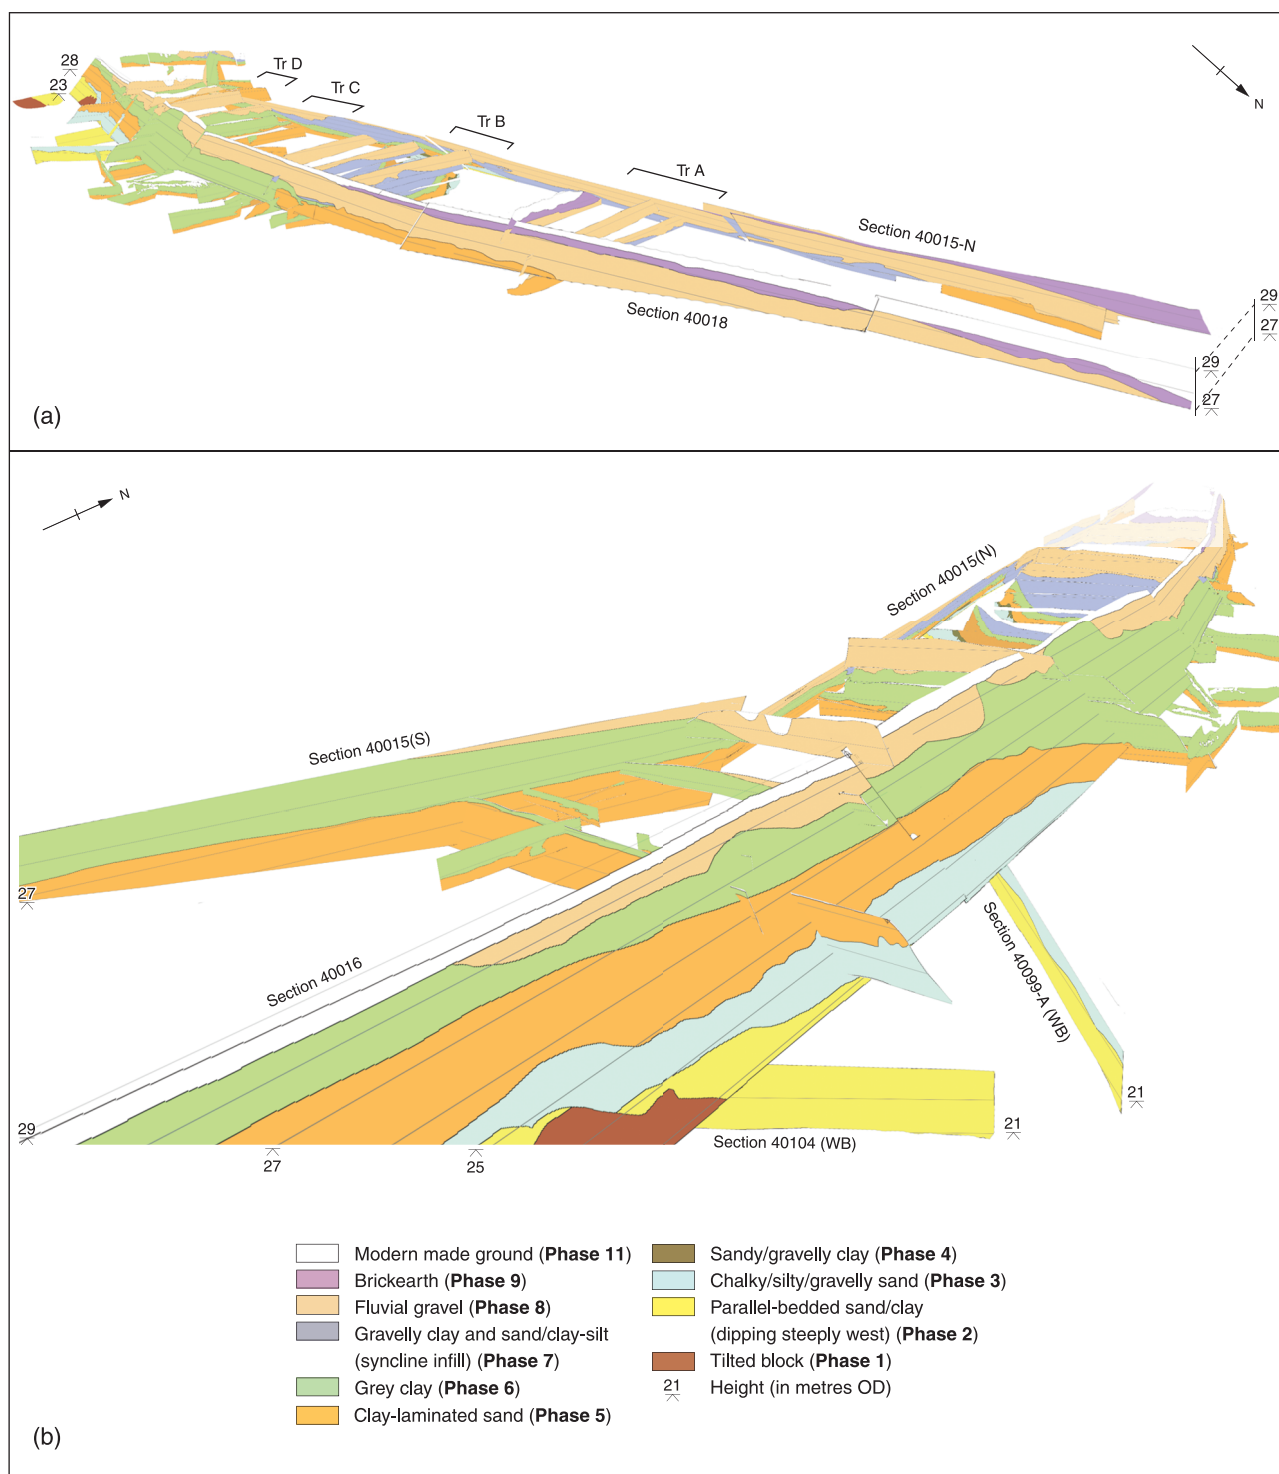 28
23
Tr D
Tr C
Tr B
Tr A
N
Section 40015-N
Section 40018
29
27
29
27
(a)
N
Section 40015(N)
Section 40015(S)
27
Section 40016
Section 40099-A (WB)
21
29
27
25
Section 40104 (WB)
21
Modern made ground (Phase 11)
Brickearth (Phase 9)
Fluvial gravel (Phase 8)
Gravelly clay and sand/clay-silt
(syncline infill) (Phase 7)
Grey clay (Phase 6)
Clay-laminated sand (Phase 5)
Sandy/gravelly clay (Phase 4)
Chalky/silty/gravelly sand (Phase 3)
Parallel-bedded sand/clay
(dipping steeply west) (Phase 2)
Tilted block (Phase 1)
21 Height (in metres OD)
(b)